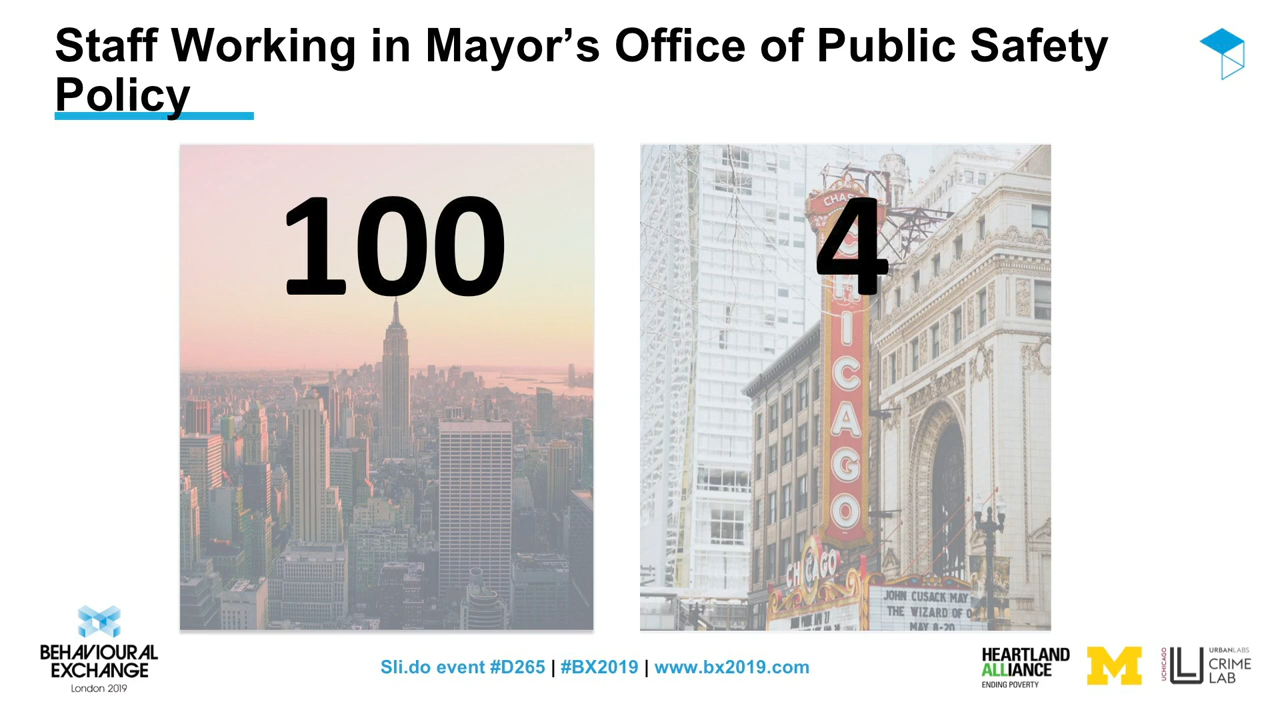 Staff Working in Mayor’s Office of Public Safety
Policy
100
4
CHAS
CHICAGO
CHICAGO
JOHN CUSACK MAY
THE WIZARD OF O
MAY 8-20
BEHAVIOURAL
EXCHANGE
London 2019
Sli.do event #D265 | #BX2019 | www.bx2019.com
HEARTLAND
ALLIANCE
ENDING POVERTY
M
UCHICAGO
URBANLABS
CRIME
LAB